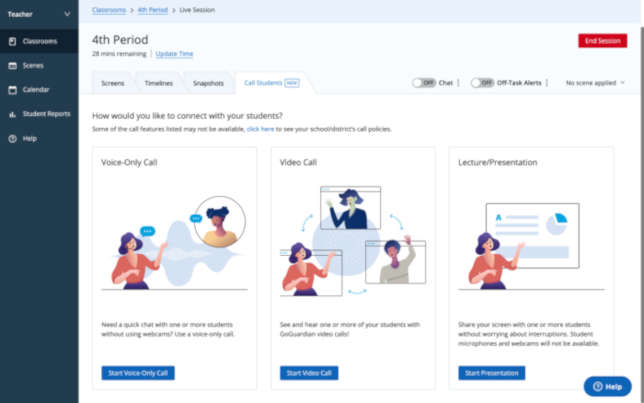 Teacher
Classrooms
Scenes
Calendar
Student Reports
Help
Classrooms > 4th Period > Live Session
4th Period
28 mins remaining | Update Time
End Session
Screens
Timelines
Snapshots
Call Students NEW
OFF Chat
OFF Off-Task Alerts
No scene applied
How would you like to connect with your students?
Some of the call features listed may not be available, click here to see your school/district's call policies.
Voice-Only Call
Need a quick chat with one or more students
without using webcams? Use a voice-only call.
Start Voice-Only Call
Video Call
See and hear one or more of your students with
GoGuardian video calls!
Start Video Call
Lecture/Presentation
A
Share your screen with one or more students
without worrying about interruptions. Student
microphones and webcams will not be available.
Start Presentation
Help